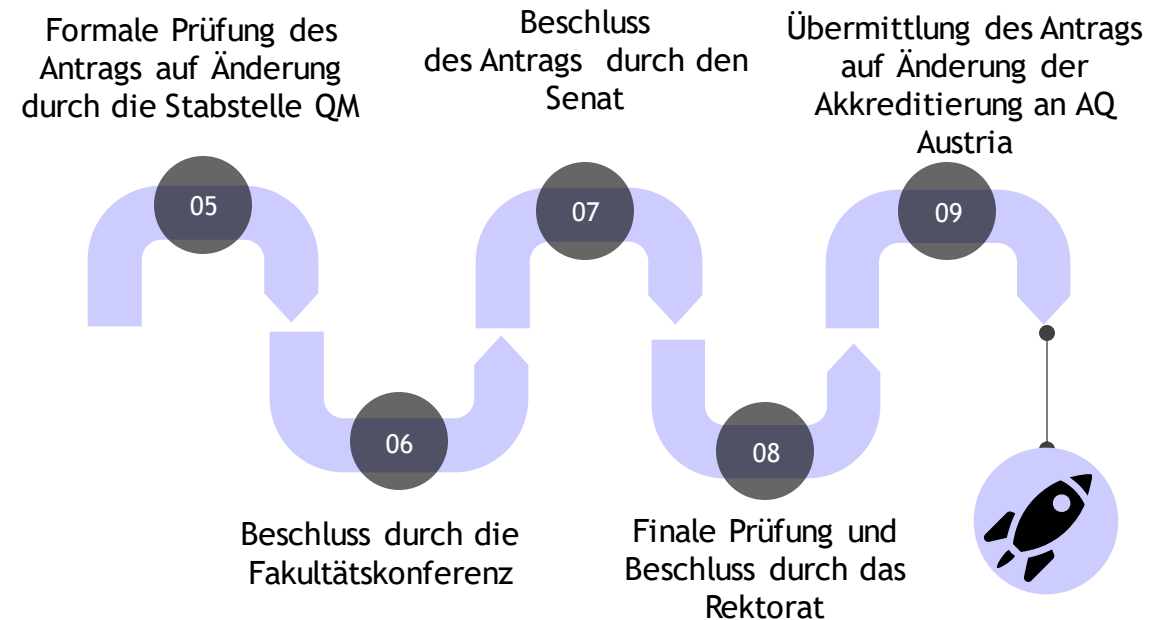 Formale Prüfung des
Antrags auf Änderung
durch die Stabstelle QM
05
06
Beschluss durch die
Fakultätskonferenz
Beschluss
des Antrags durch den
Senat
07
08
Finale Prüfung und
Beschluss durch das
Rektorat
Übermittlung des Antrags
auf Änderung der
Akkreditierung an AQ
Austria
09